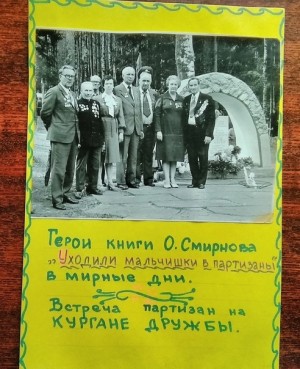 Герои книги О.Смирнова
„Уходили мальчишки в партизаны"
в мирные дни.
Встреча партизан на
КУРГАНЕ ДРУЖБЫ.